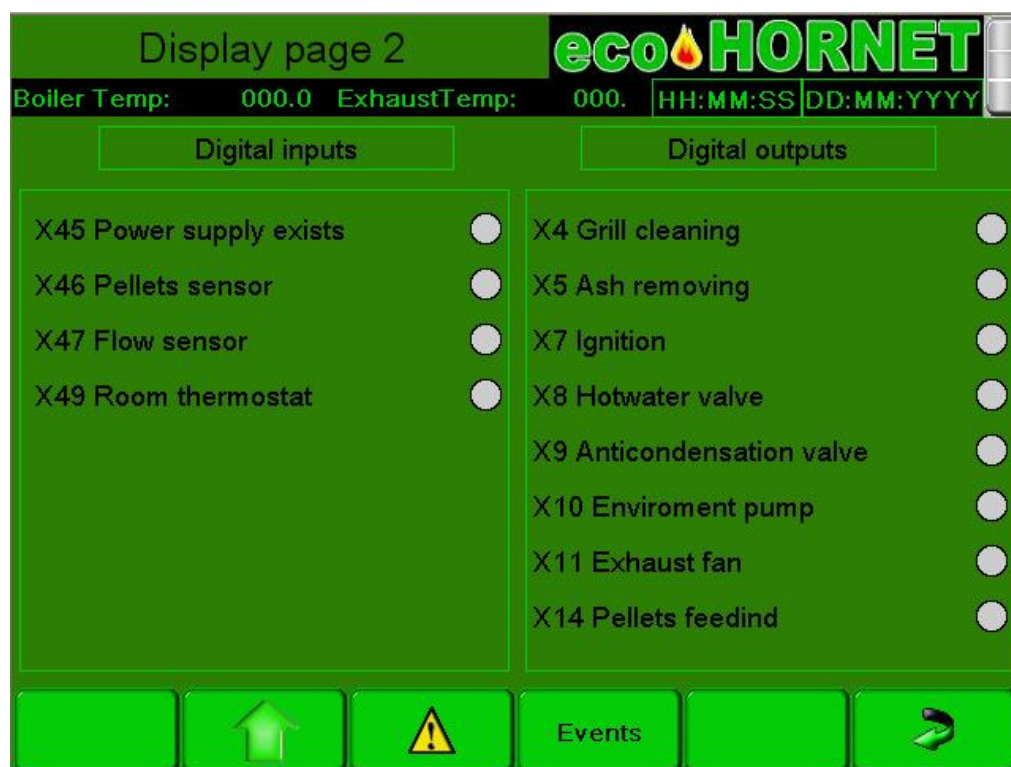 Display page 2
eco HORNET
Boiler Temp: 000.0 ExhaustTemp: 000. HH:MM:SS DD:MM:YYYY
Digital inputs
X45 Power supply exists
X46 Pellets sensor
X47 Flow sensor
X49 Room thermostat
Digital outputs
X4 Grill cleaning
X5 Ash removing
X7 Ignition
X8 Hotwater valve
X9 Anticondensation valve
X10 Enviroment pump
X11 Exhaust fan
X14 Pellets feedind
Events